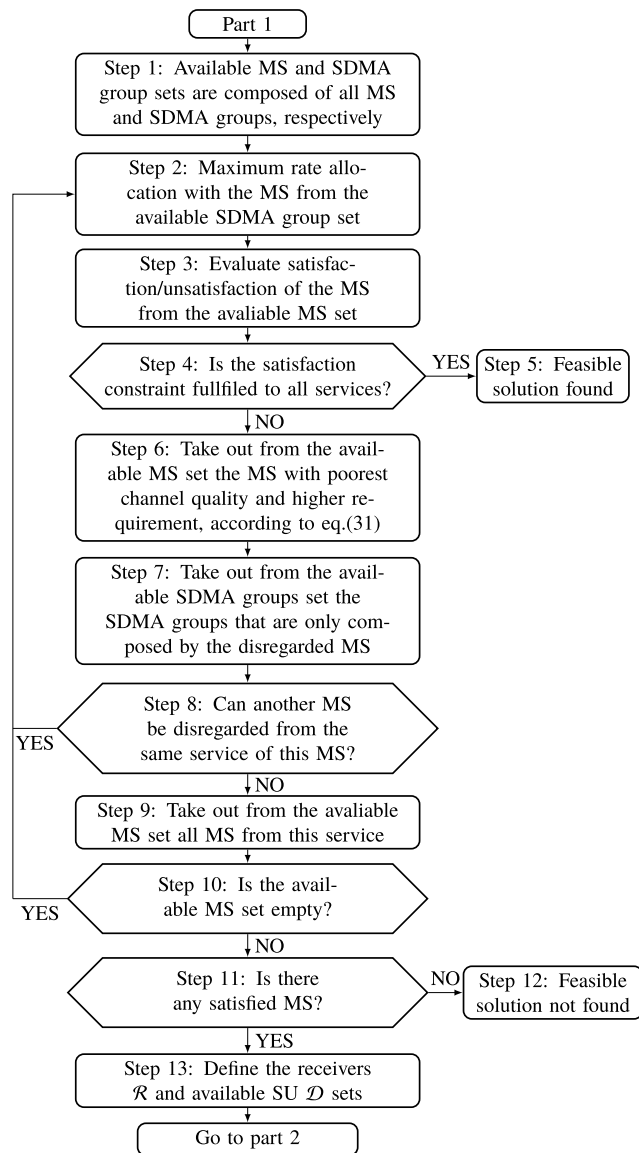 Part 1
Step 1: Available MS and SDMA
group sets are composed of all MS
and SDMA groups, respectively
Step 2: Maximum rate allo-
cation with the MS from the
available SDMA group set
Step 3: Evaluate satisfac-
tion/unsatisfaction of the MS
from the avaliable MS set
Step 4: Is the satisfaction
constraint fullfiled to all services?
YES
Step 5: Feasible
solution found
NO
Step 6: Take out from the avail-
able MS set the MS with poorest
channel quality and higher re-
quirement, according to eq.(31)
Step 7: Take out from the avail-
able SDMA groups set the
SDMA groups that are only com-
posed by the disregarded MS
Step 8: Can another MS
be disregarded from the
same service of this MS?
YES
NO
Step 9: Take out from the avaliable
MS set all MS from this service
Step 10: Is the avail-
able MS set empty?
YES
NO
Step 11: Is there
any satisfied MS?
NO
Step 12: Feasible
solution not found
YES
Step 13: Define the receivers
ℛ and available SU 𝒟 sets
Go to part 2